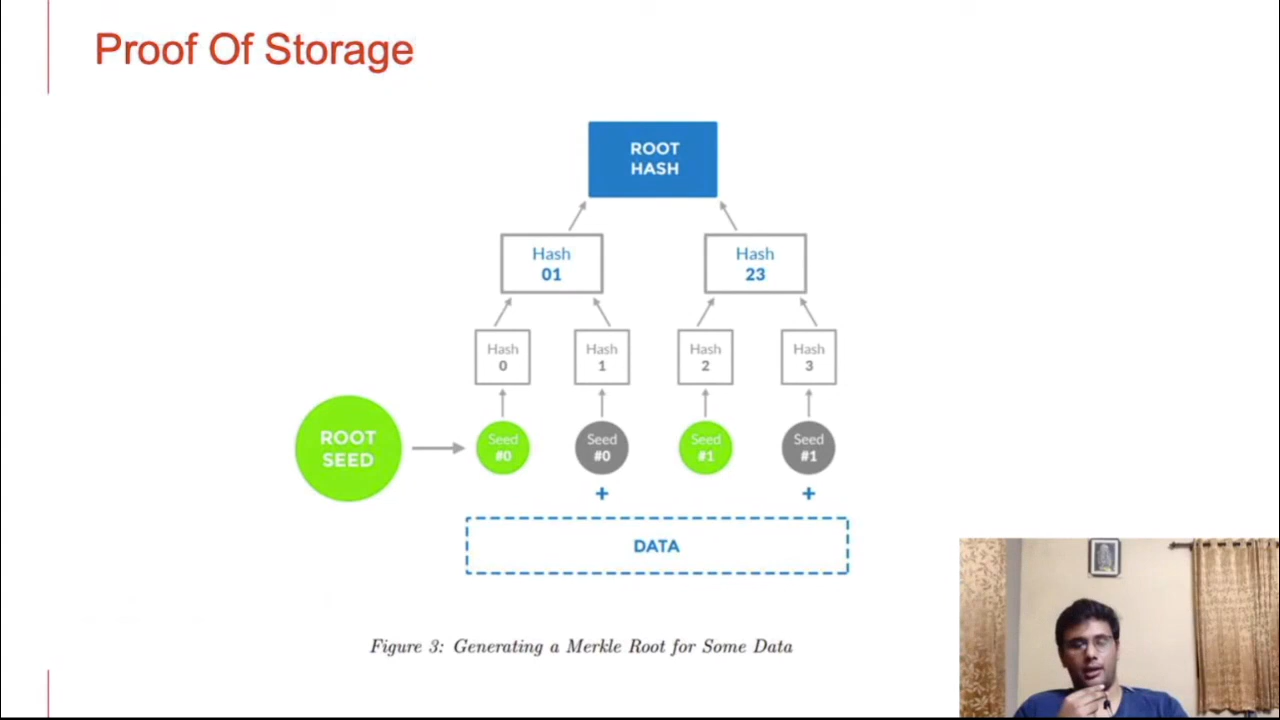 Proof Of Storage
ROOT
HASH
Hash
01
Hash
23
Hash
0
Hash
1
Hash
2
Hash
3
ROOT
SEED
Seed
#0
Seed
#0
Seed
#1
Seed
#1
+
+
DATA
Figure 3: Generating a Merkle Root for Some Data